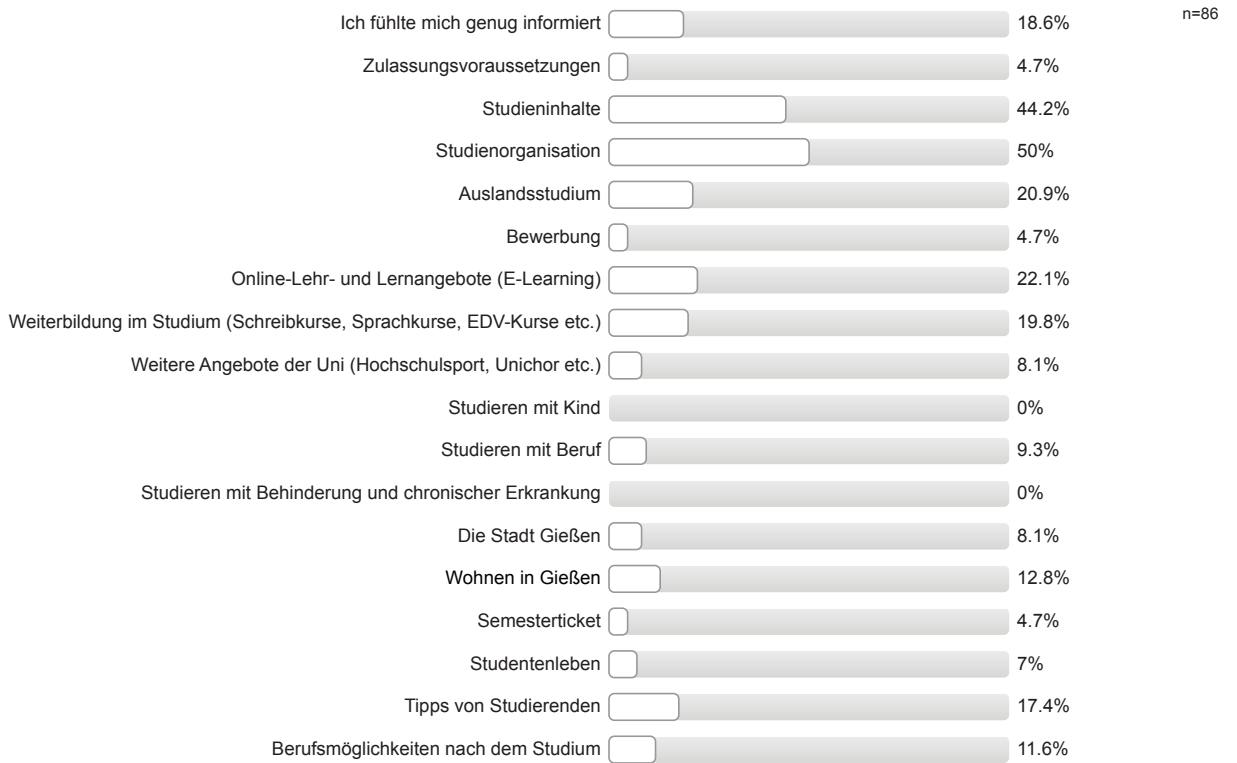 Ich fühlte mich genug informiert 18.6% n=86
Zulassungsvoraussetzungen 4.7%
Studieninhalte 44.2%
Studienorganisation 50%
Auslandsstudium 20.9%
Bewerbung 4.7%
Online-Lehr- und Lernangebote (E-Learning) 22.1%
Weiterbildung im Studium (Schreibkurse, Sprachkurse, EDV-Kurse etc.) 19.8%
Weitere Angebote der Uni (Hochschulsport, Unichor etc.) 8.1%
Studieren mit Kind 0%
Studieren mit Beruf 9.3%
Studieren mit Behinderung und chronischer Erkrankung 0%
Die Stadt Gießen 8.1%
Wohnen in Gießen 12.8%
Semesterticket 4.7%
Studentenleben 7%
Tipps von Studierenden 17.4%
Berufsmöglichkeiten nach dem Studium 11.6%